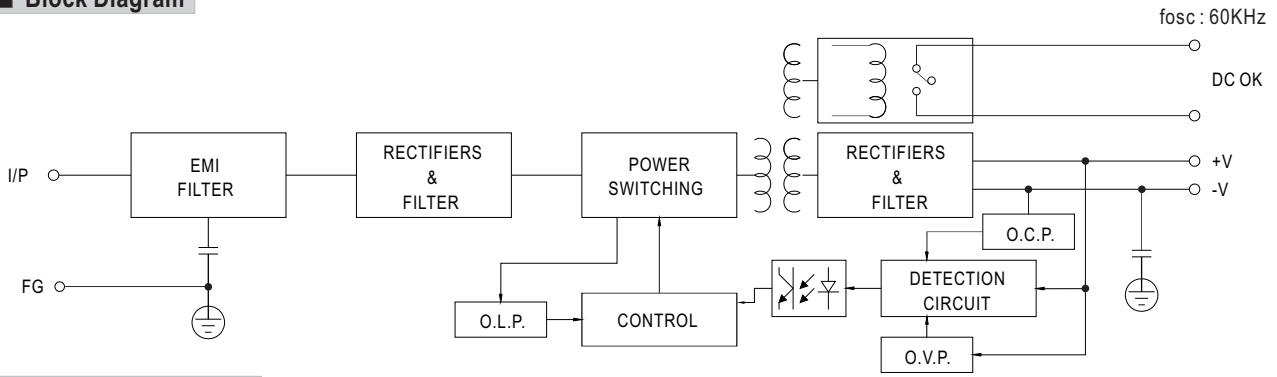 Block Diagram
fosc : 60KHz
DC OK
I/P
EMI
FILTER
RECTIFIERS
&
FILTER
POWER
SWITCHING
RECTIFIERS
&
FILTER
+V
-V
O.C.P.
FG
O.L.P.
CONTROL
DETECTION
CIRCUIT
O.V.P.